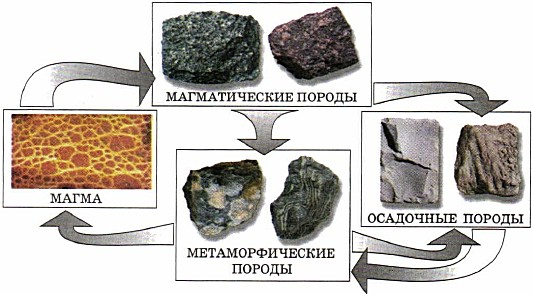 МАГМАТИЧЕСКИЕ ПОРОДЫ
МАГМА
ОСАДОЧНЫЕ ПОРОДЫ
МЕТАМОРФИЧЕСКИЕ
ПОРОДЫ